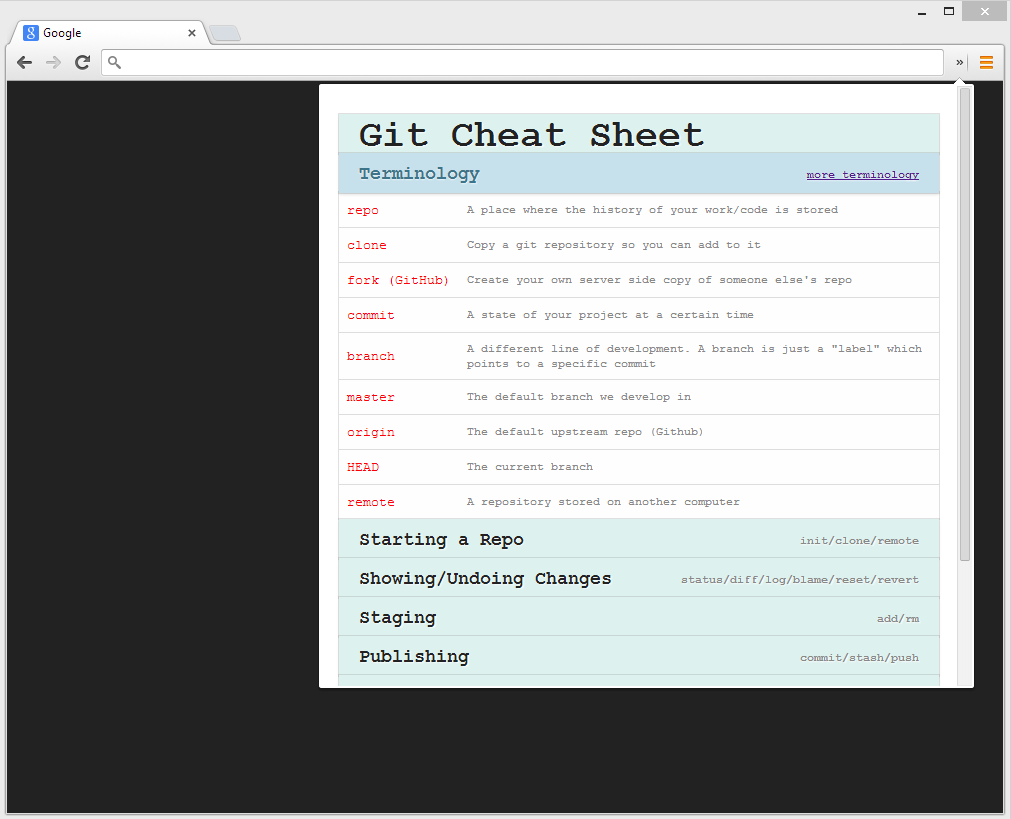 Google
Git Cheat Sheet
Terminology more terminology
repo A place where the history of your work/code is stored
clone Copy a git repository so you can add to it
fork (GitHub) Create your own server side copy of someone else's repo
commit A state of your project at a certain time
branch A different line of development. A branch is just a "label" which
points to a specific commit
master The default branch we develop in
origin The default upstream repo (Github)
HEAD The current branch
remote A repository stored on another computer
Starting a Repo init/clone/remote
Showing/Undoing Changes status/diff/log/blame/reset/revert
Staging add/rm
Publishing commit/stash/push